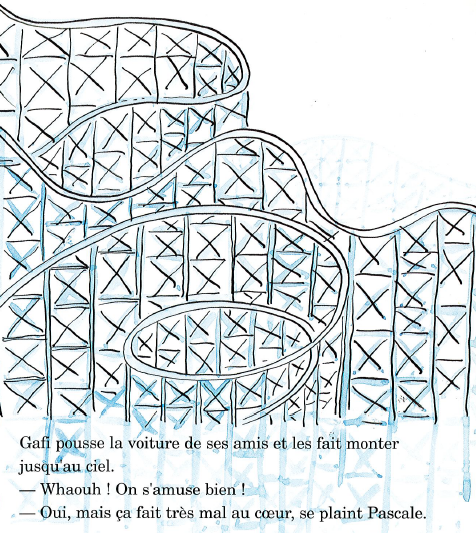 Gafi pousse la voiture de ses amis et les fait monter
jusqu'au ciel.
— Whaouh ! On s'amuse bien !
— Oui, mais ça fait très mal au cœur, se plaint Pascale.